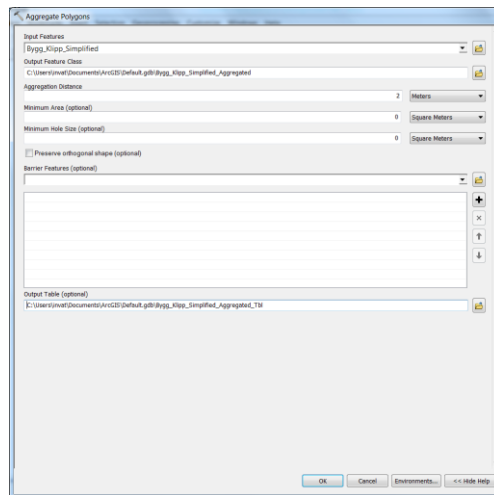 Aggregate Polygons
Input Features
Bygg_Klipp_Simplified
Output Feature Class
C:\Users\invat\Documents\ArcGIS\Default.gdb\Bygg_Klipp_Simplified_Aggregated
Aggregation Distance
2 Meters
Minimum Area (optional)
0 Square Meters
Minimum Hole Size (optional)
0 Square Meters
Preserve orthogonal shape (optional)
Barrier Features (optional)
Output Table (optional)
C:\Users\invat\Documents\ArcGIS\Default.gdb\Bygg_Klipp_Simplified_Aggregated_Tbl
OK Cancel Environments... << Hide Help